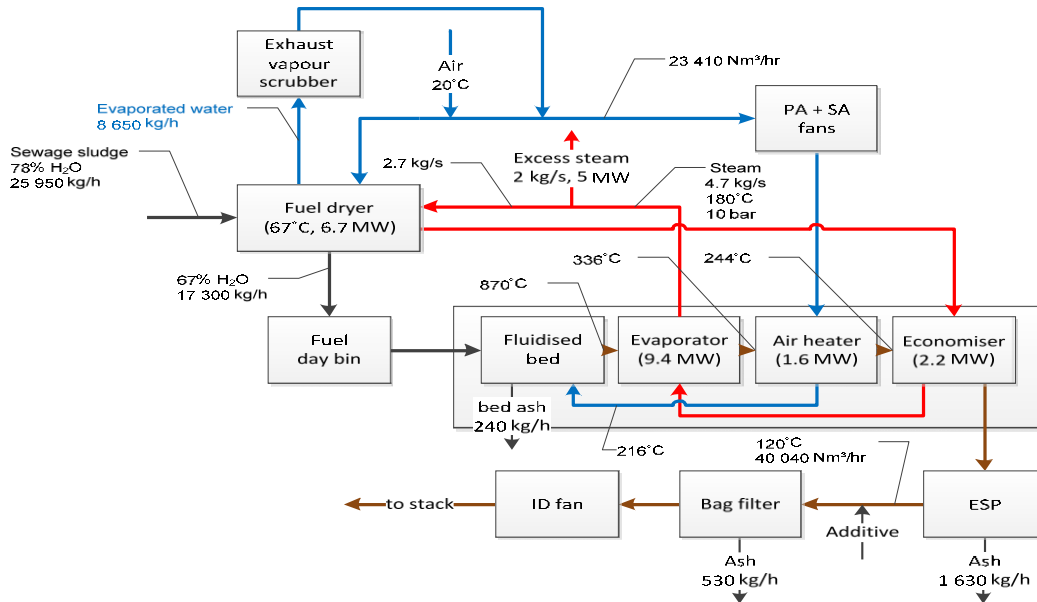 Exhaust
vapour
scrubber
Air
20°C
23 410 Nm³/hr
PA + SA
fans
Evaporated water
8 650 kg/h
Sewage sludge
78% H₂O
25 950 kg/h
2.7 kg/s
Excess steam
2 kg/s, 5 MW
Steam
4.7 kg/s
180°C
10 bar
Fuel dryer
(67°C, 6.7 MW)
67% H₂O
17 300 kg/h
870°C
336°C
244°C
Fuel
day bin
Fluidised
bed
Evaporator
(9.4 MW)
Air heater
(1.6 MW)
Economiser
(2.2 MW)
bed ash
240 kg/h
216°C
120°C
40 040 Nm³/hr
to stack
ID fan
Bag filter
Additive
ESP
Ash
530 kg/h
Ash
1 630 kg/h